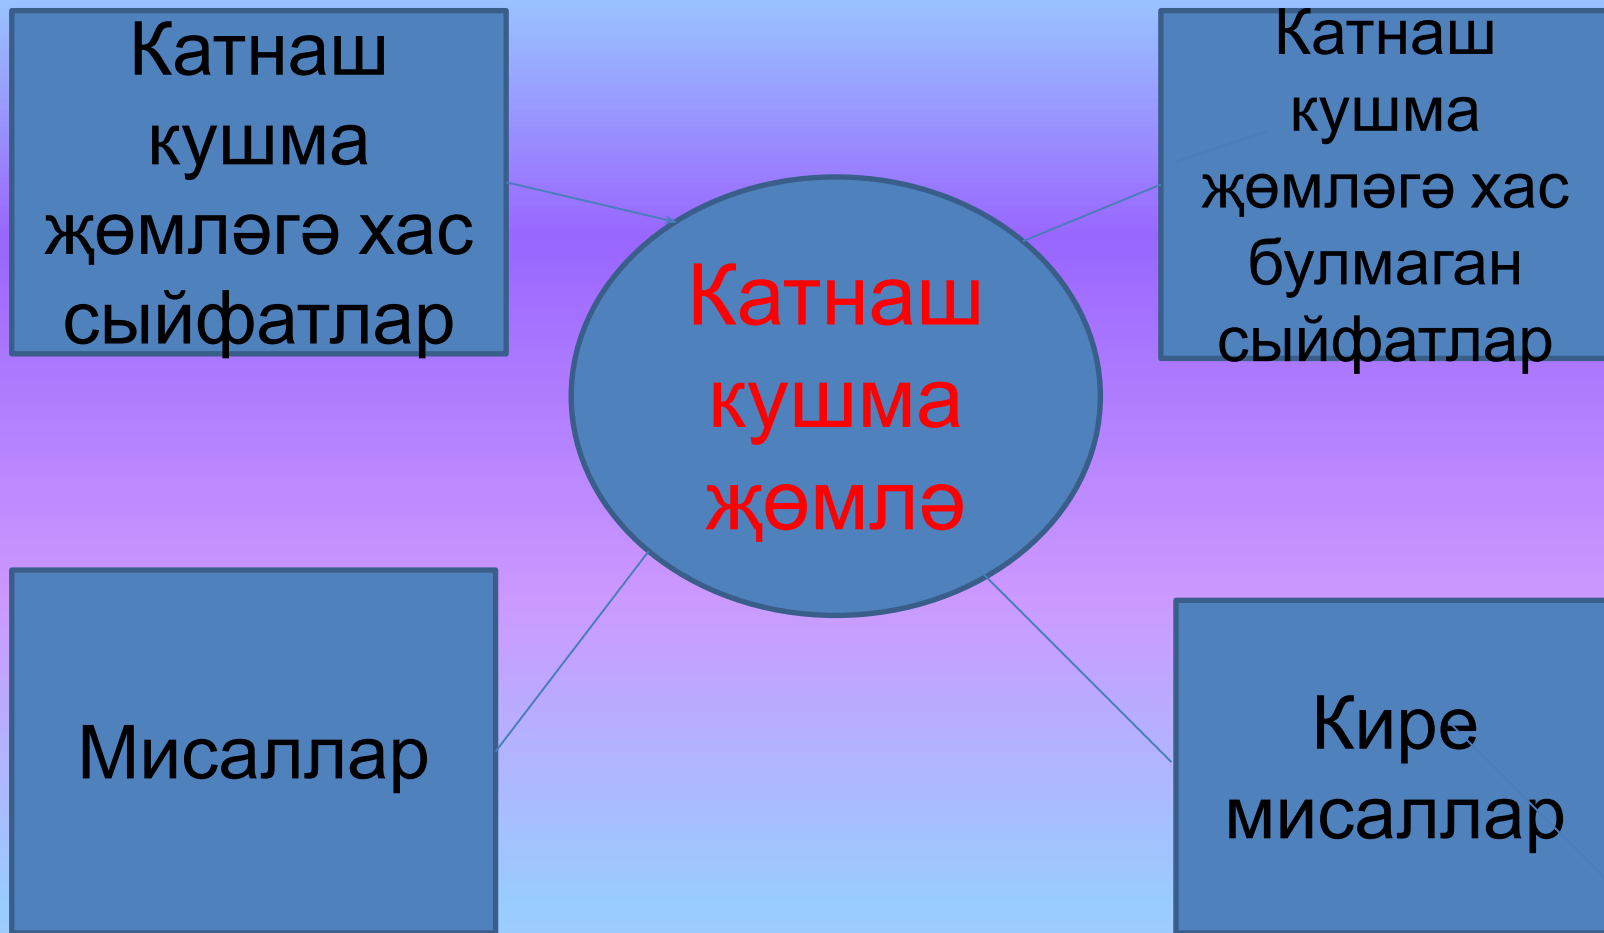 Катнаш
кушма
җөмләгә хас
сыйфатлар
Катнаш
кушма
җөмләгә хас
булмаган
сыйфатлар
Катнаш
кушма
җөмлә
Мисаллар
Кире
мисаллар